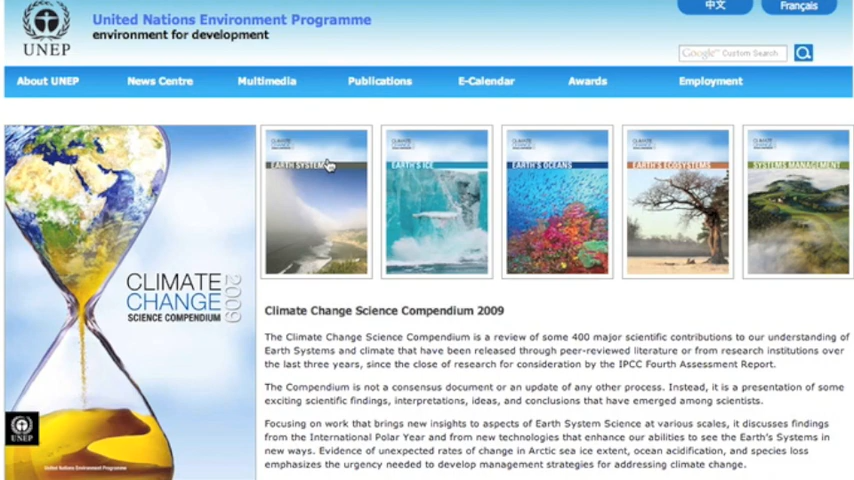 United Nations Environment Programme
environment for development
UNEP
中文
Français
Google™ Custom Search
About UNEP
News Centre
Multimedia
Publications
E-Calendar
Awards
Employment
EARTH SYSTEMS
EARTH'S ICE
EARTH'S OCEANS
EARTH'S ECOSYSTEMS
SYSTEMS MANAGEMENT
CLIMATE
CHANGE
SCIENCE COMPENDIUM
2009
UNEP
United Nations Environment Programme
Climate Change Science Compendium 2009
The Climate Change Science Compendium is a review of some 400 major scientific contributions to our understanding of
Earth Systems and climate that have been released through peer-reviewed literature or from research institutions over
the last three years, since the close of research for consideration by the IPCC Fourth Assessment Report.
The Compendium is not a consensus document or an update of any other process. Instead, it is a presentation of some
exciting scientific findings, interpretations, ideas, and conclusions that have emerged among scientists.
Focusing on work that brings new insights to aspects of Earth System Science at various scales, it discusses findings
from the International Polar Year and from new technologies that enhance our abilities to see the Earth's Systems in
new ways. Evidence of unexpected rates of change in Arctic sea ice extent, ocean acidification, and species loss
emphasizes the urgency needed to develop management strategies for addressing climate change.